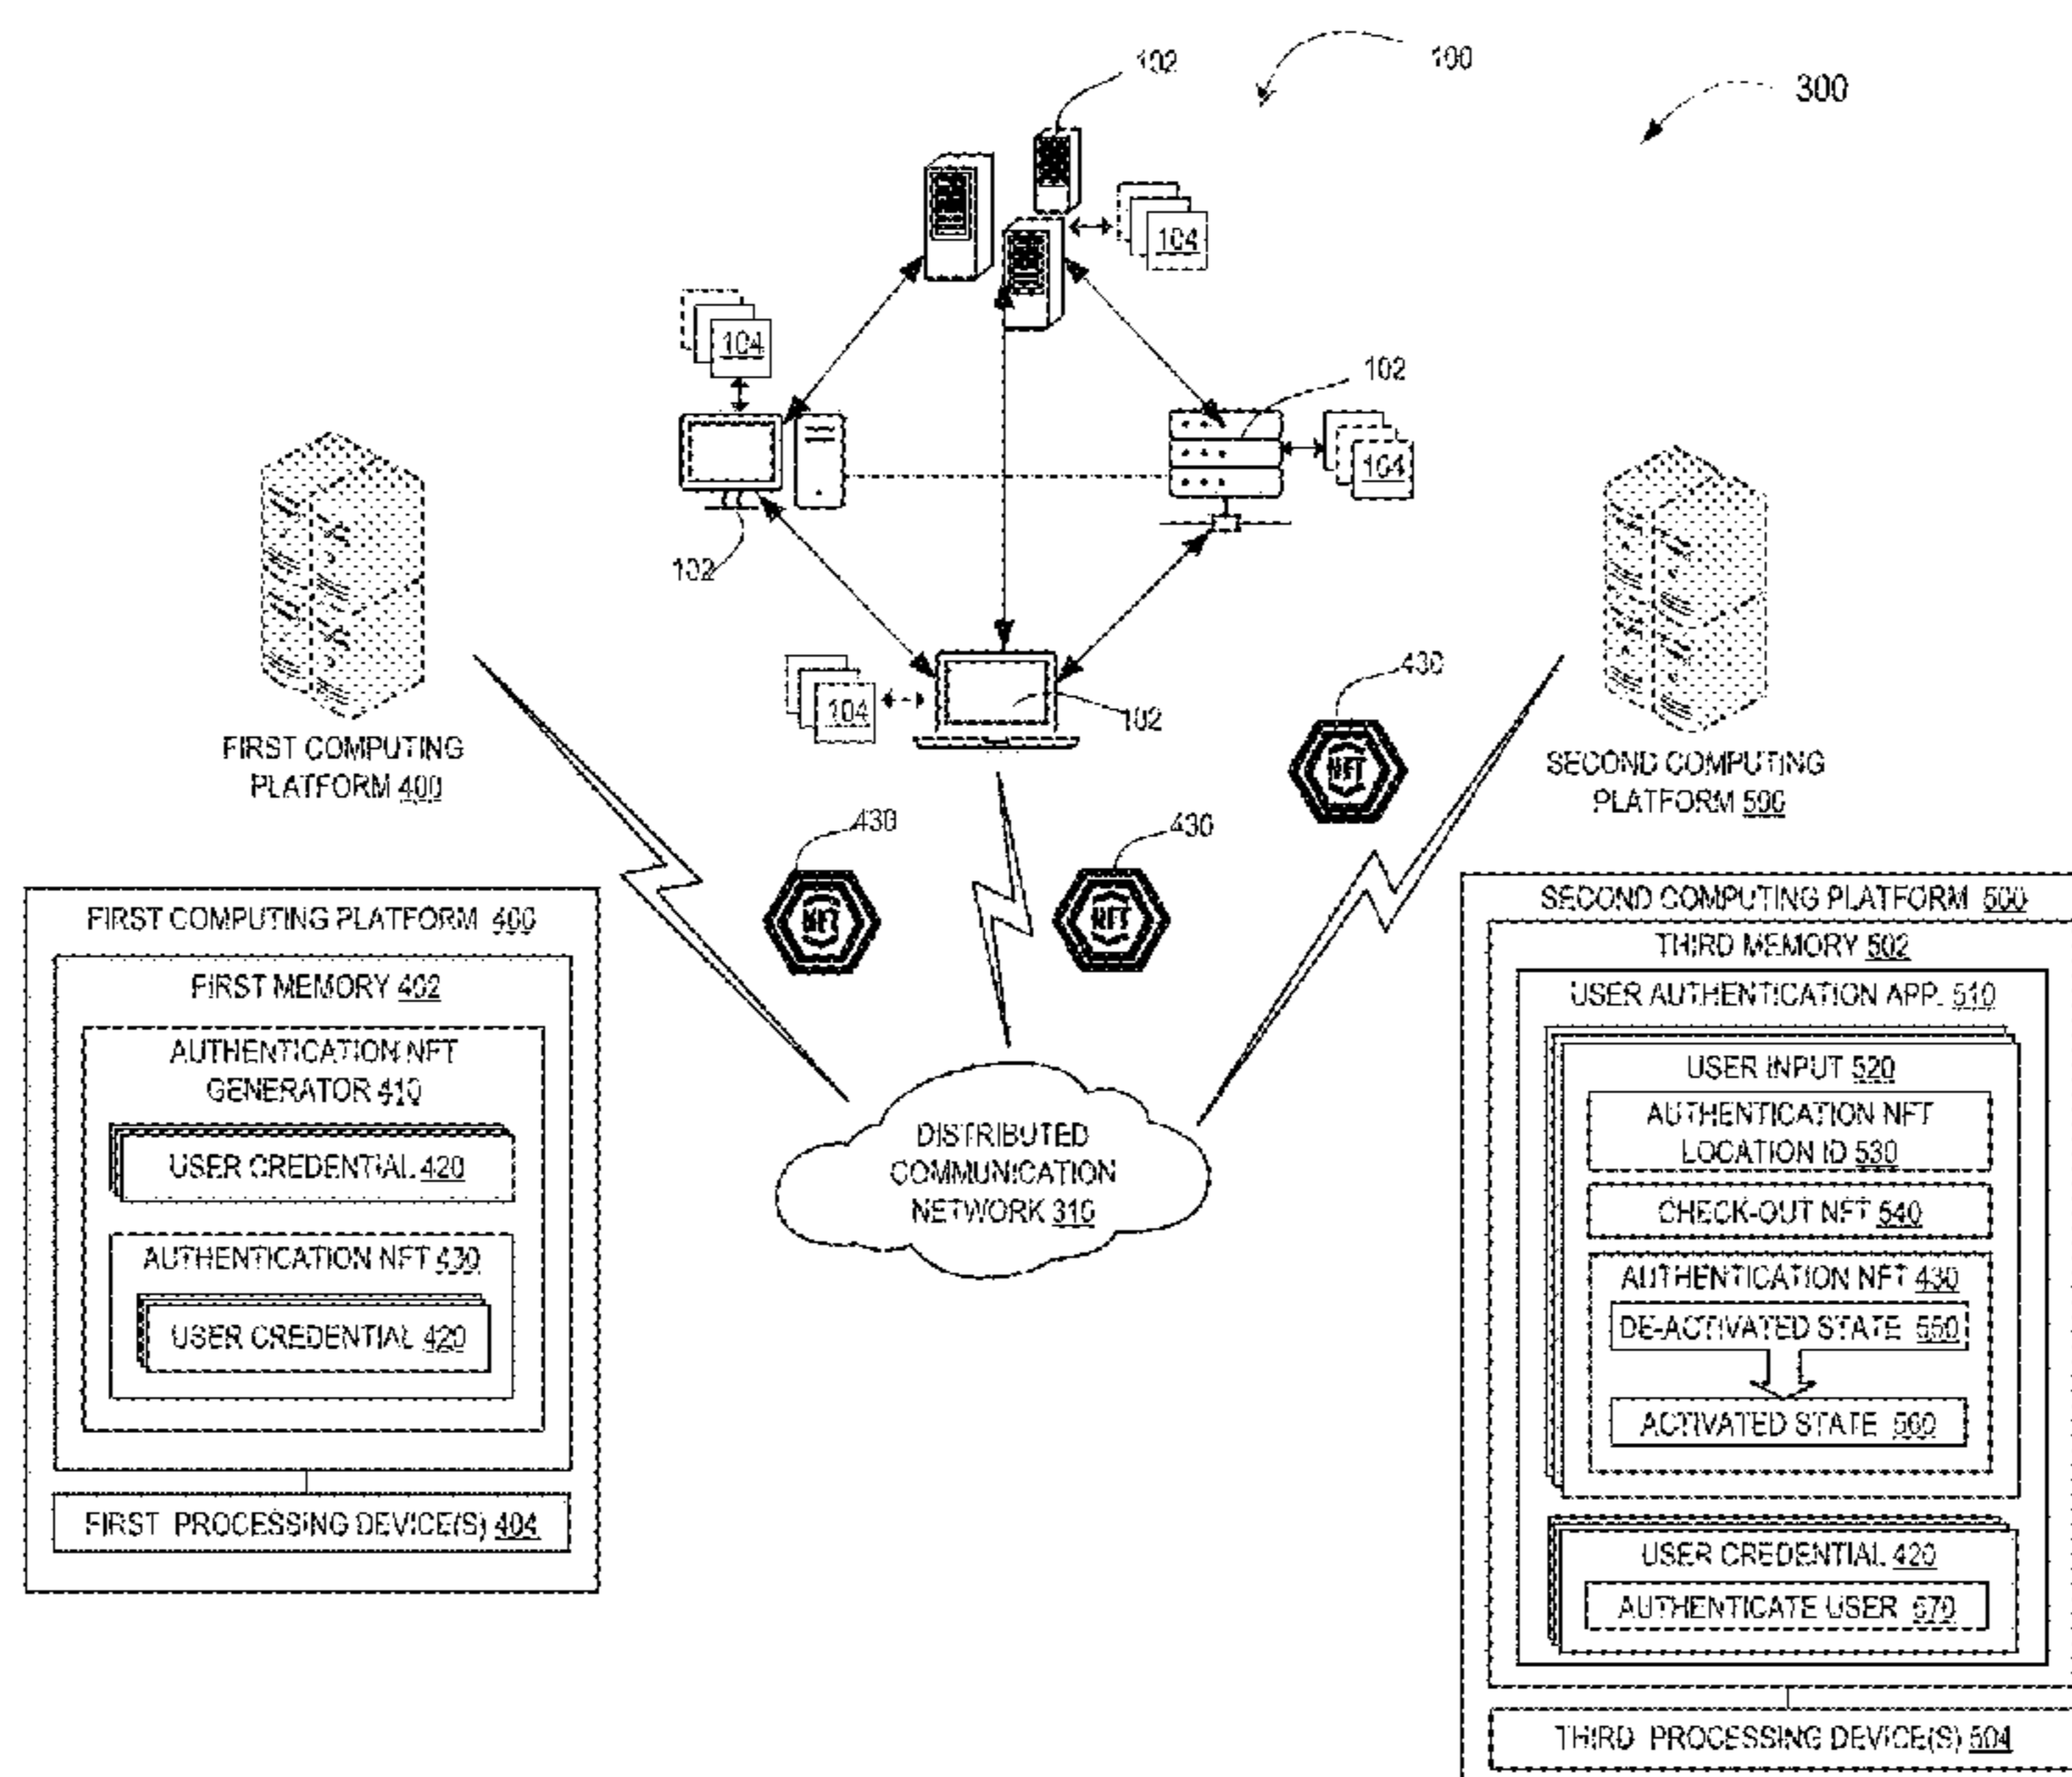 102
100
300
104
104
102
104
102
104
102
430
FIRST COMPUTING
PLATFORM 400
SECOND COMPUTING
PLATFORM 500
NFT
430
430
NFT
NFT
FIRST COMPUTING PLATFORM 400
FIRST MEMORY 402
AUTHENTICATION NFT
GENERATOR 410
USER CREDENTIAL 420
AUTHENTICATION NFT 430
USER CREDENTIAL 420
FIRST PROCESSING DEVICE(S) 404
DISTRIBUTED
COMMUNICATION
NETWORK 310
SECOND COMPUTING PLATFORM 500
THIRD MEMORY 502
USER AUTHENTICATION APP. 510
USER INPUT 520
AUTHENTICATION NFT
LOCATION ID 530
CHECK-OUT NFT 540
AUTHENTICATION NFT 430
DE-ACTIVATED STATE 550
ACTIVATED STATE 560
USER CREDENTIAL 420
AUTHENTICATE USER 570
THIRD PROCESSING DEVICE(S) 504